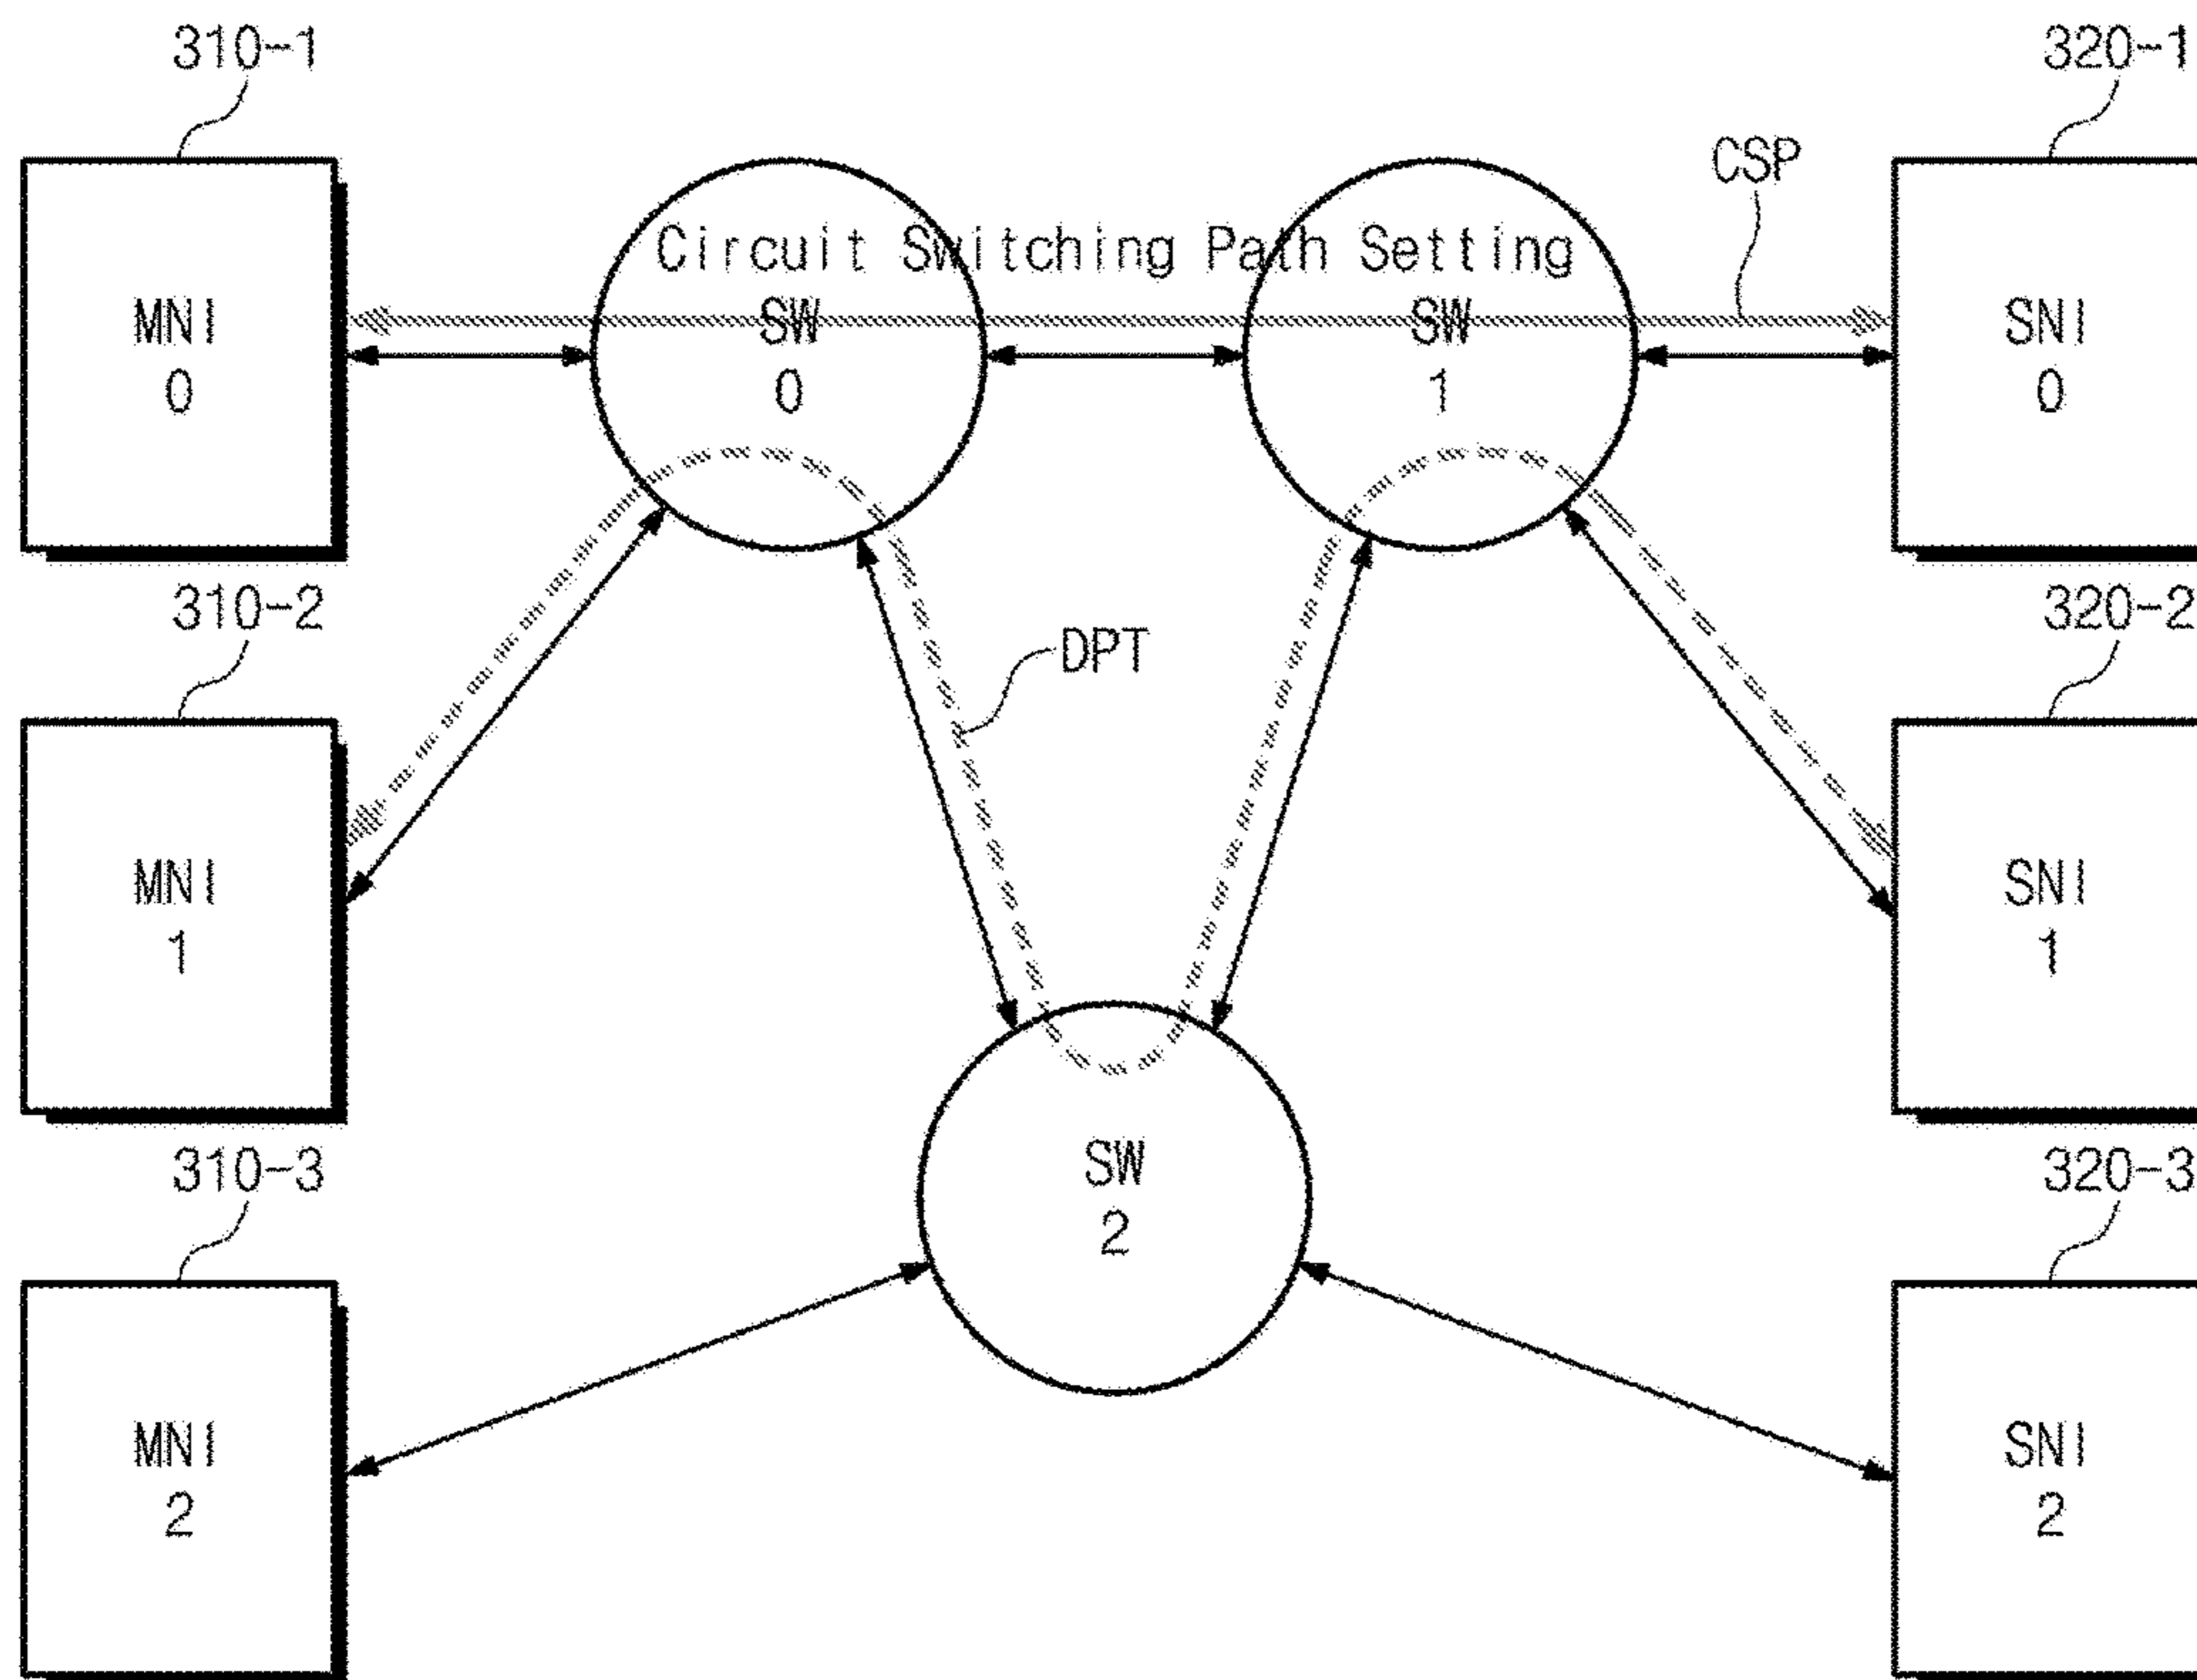 310-1
320-1
CSP
Circuit Switching Path Setting
MNI
0
SW
0
SW
1
SNI
0
310-2
320-2
DPT
MNI
1
SNI
1
310-3
320-3
SW
2
MNI
2
SNI
2